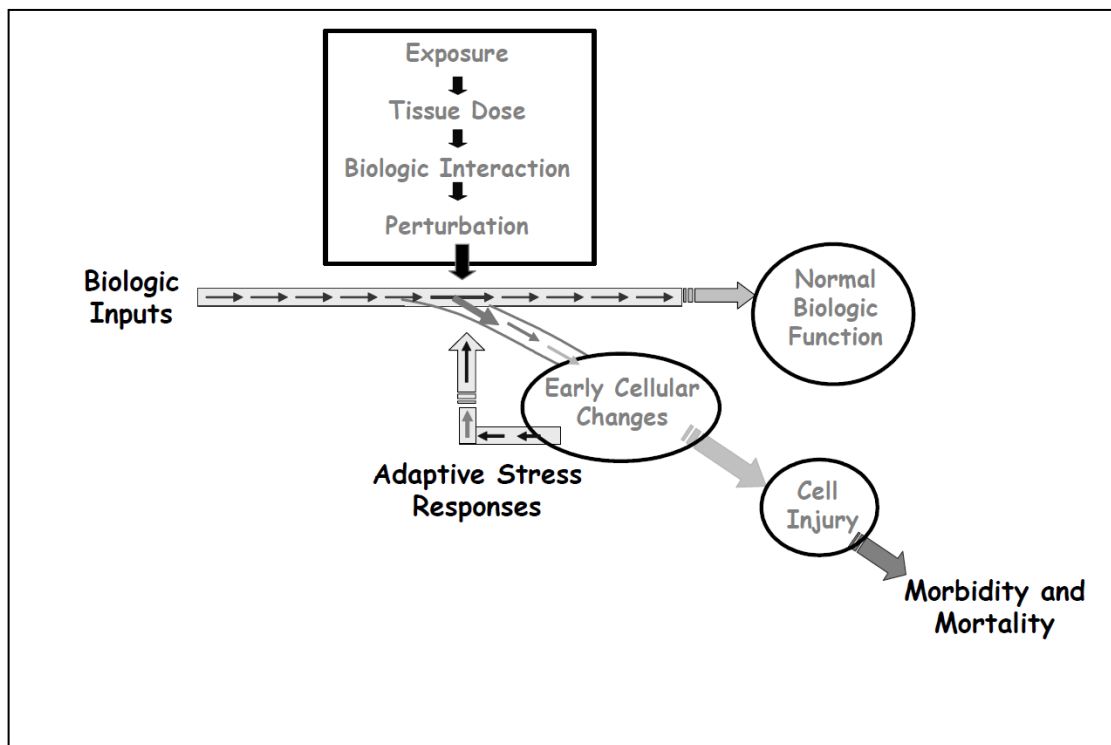 Exposure
Tissue Dose
Biologic Interaction
Perturbation
Biologic
Inputs
Normal
Biologic
Function
Early Cellular
Changes
Adaptive Stress
Responses
Cell
Injury
Morbidity and
Mortality